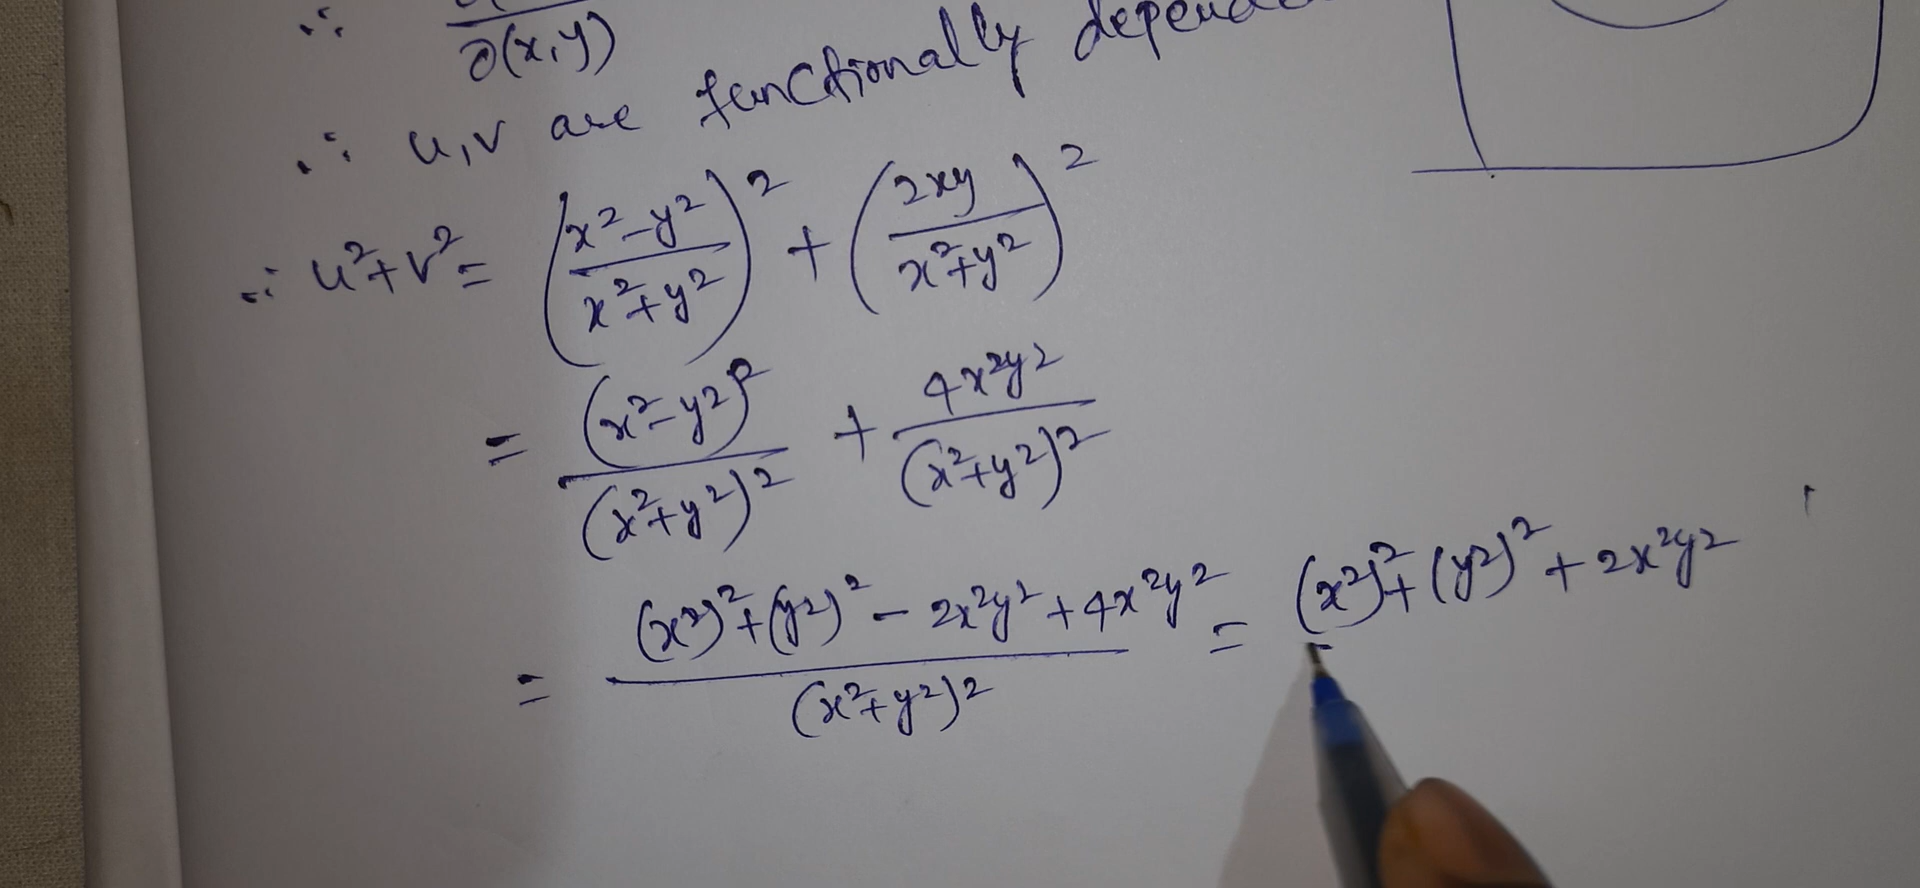 ∴ ∂(x,y)
∴ u,v are functionally
∴ u²+v² = (x²-y²/x²+y²)² + (2xy/x²+y²)²
= (x²-y²)²/(x²+y²)² + 4x²y²/(x²+y²)²
= (x²)²+(y²)²-2x²y²+4x²y²/(x²+y²)² = (x²)²+(y²)²+2x²y²